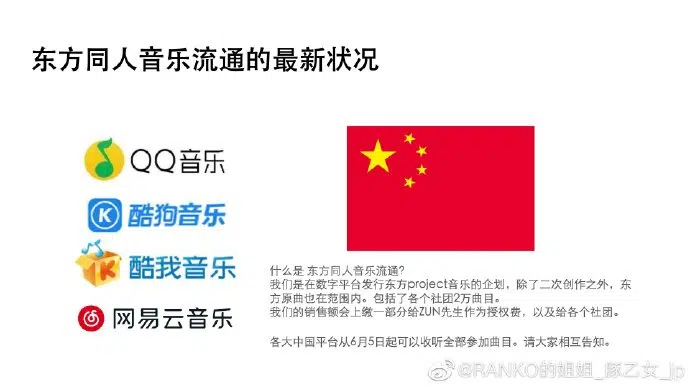 东方同人音乐流通的最新状况
QQ音乐
酷狗音乐
酷我音乐
网易云音乐
什么是 东方同人音乐流通?
我们是在数字平台发行东方project音乐的企划，除了二次创作之外，东
方原曲也在范围内。包括了各个社团2万曲目。
我们的销售额会上缴一部分给ZUN先生作为授权费，以及给各个社团。
各大中国平台从6月5日起可以收听全部参加曲目。请大家相互告知。
@RANKO的姐姐_豚乙女_jp